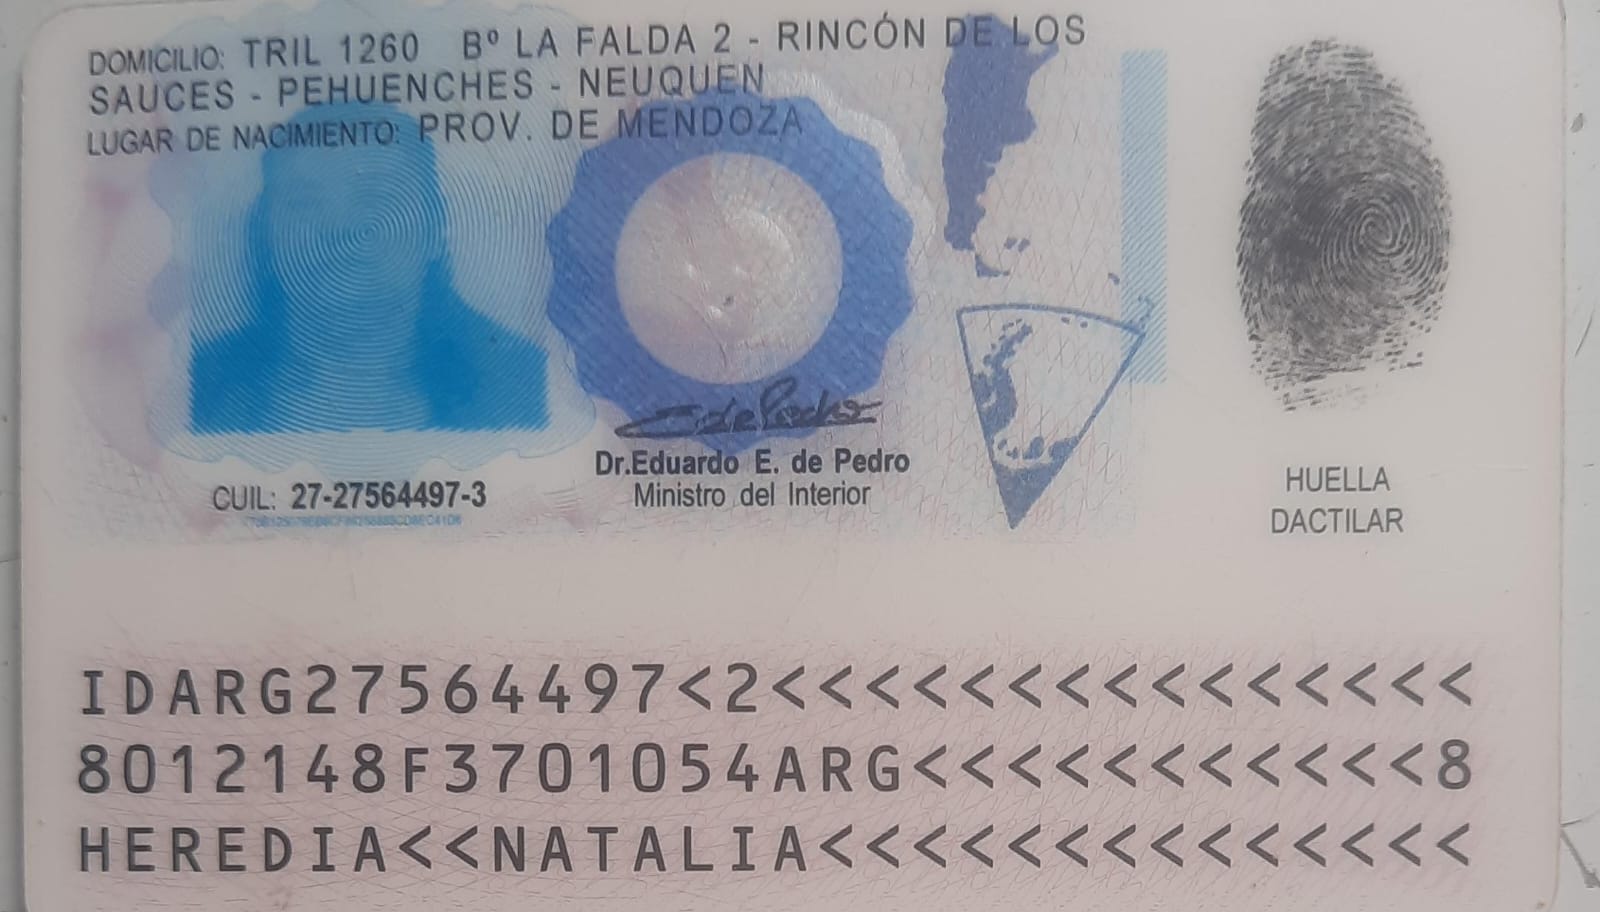 DOMICILIO: TRIL 1260 Bº LA FALDA 2 - RINCÓN DE LOS
SAUCES - PEHUENCHES - NEUQUEN
LUGAR DE NACIMIENTO: PROV. DE MENDOZA
CUIL: 27-27564497-3
Dr.Eduardo E. de Pedro
Ministro del Interior
HUELLA
DACTILAR
IDARG27564497<2<<<<<<<<<<<<<<<
8012148F3701054ARG<<<<<<<<<<<8
HEREDIA<<NATALIA<<<<<<<<<<<<<<